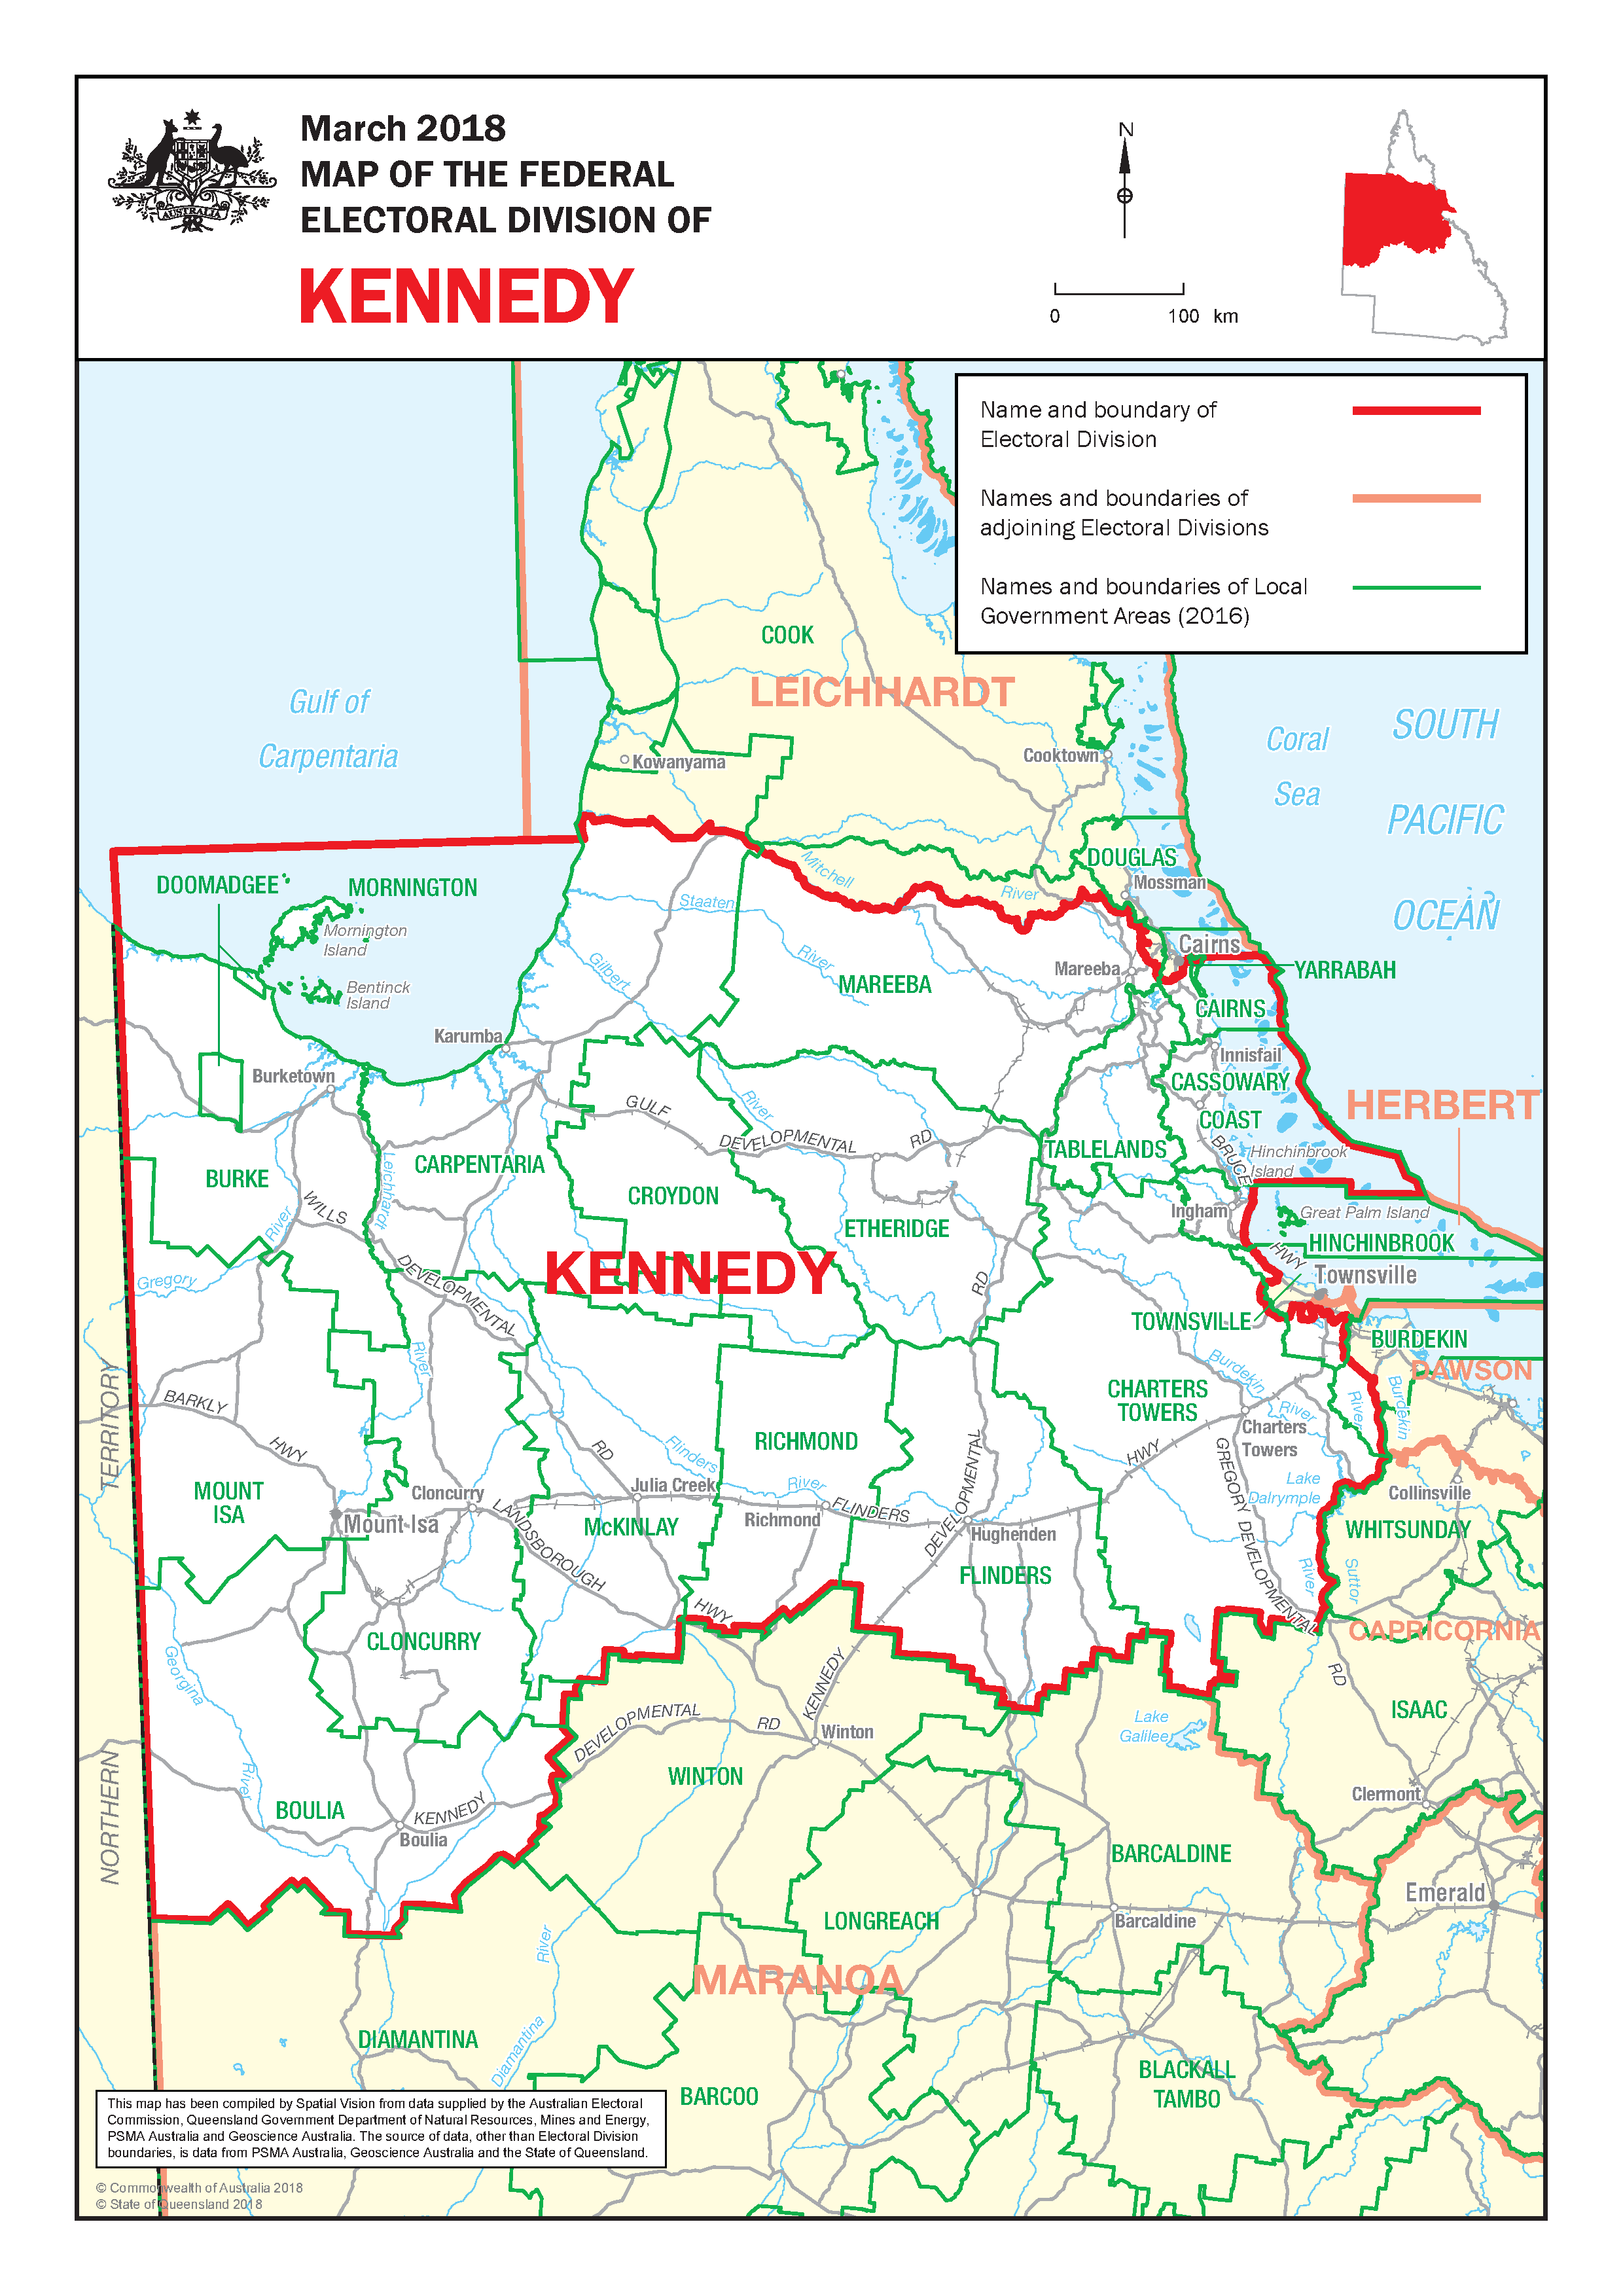 March 2018
MAP OF THE FEDERAL
ELECTORAL DIVISION OF
KENNEDY
AUSTRALIA
N
0 100 km
Name and boundary of
Electoral Division
Names and boundaries of
adjoining Electoral Divisions
Names and boundaries of Local
Government Areas (2016)
COOK
LEICHHARDT
Gulf of
Carpentaria
Coral
Sea
SOUTH
PACIFIC
OCEAN
Kowanyama
Cooktown
DOUGLAS
Mossman
Mitchell
River
DOOMADGEE
MORNINGTON
Mornington
Island
Bentinck
Island
Staaten
River
Gilbert
River
MAREEBA
Mareeba
Cairns
YARRABAH
CAIRNS
Karumba
Innisfail
Burketown
CASSOWARY
COAST
HERBERT
GULF
DEVELOPMENTAL
RD
TABLELANDS
BRUCE
HWY
Hinchinbrook
Island
CARPENTARIA
BURKE
Leichhardt
River
WILLS
DEVELOPMENTAL
RD
CROYDON
ETHERIDGE
Ingham
Great Palm Island
HINCHINBROOK
KENNEDY
Gregory
River
RD
Townsville
TOWNSVILLE
BURDEKIN
DAWSON
Burdekin
River
Burdekin
River
TERRITORY
BARKLY
HWY
CHARTERS
TOWERS
Charters
Towers
RICHMOND
Flinders
River
HWY
GREGORY DEVELOPMENTAL
RD
Lake
Dalrymple
MOUNT
ISA
Mount Isa
Cloncurry
Julia Creek
McKINLAY
LANDSBOROUGH
HWY
Richmond
FLINDERS
DEVELOPMENTAL
Hughenden
FLINDERS
Collinsville
WHITSUNDAY
Suttor
River
CAPRICORNIA
CLONCURRY
Georgina
River
KENNEDY
DEVELOPMENTAL
RD
Winton
Lake
Galilee
ISAAC
WINTON
NORTHERN
BOULIA
Boulia
KENNEDY
Clermont
BARCALDINE
Emerald
LONGREACH
Barcaldine
MARANOA
River
Diamantina
DIAMANTINA
BARCOO
BLACKALL
TAMBO
This map has been compiled by Spatial Vision from data supplied by the Australian Electoral
Commission, Queensland Government Department of Natural Resources, Mines and Energy,
PSMA Australia and Geoscience Australia. The source of data, other than Electoral Division
boundaries, is data from PSMA Australia, Geoscience Australia and the State of Queensland.
© Commonwealth of Australia 2018
© State of Queensland 2018